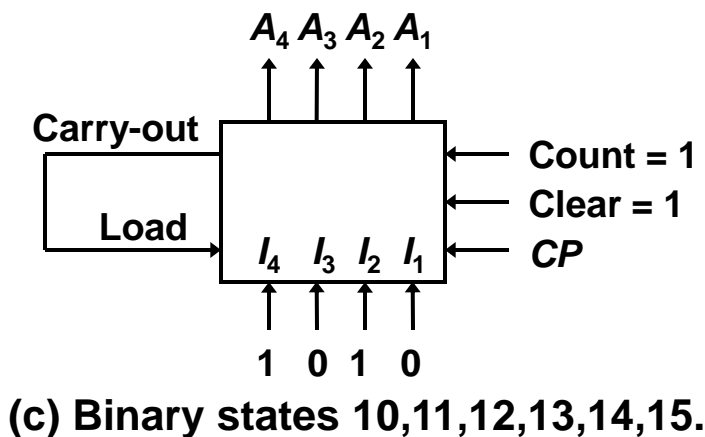 A4 A3 A2 A1
Carry-out
Count = 1
Clear = 1
Load
CP
I4 I3 I2 I1
1 0 1 0
(c) Binary states 10,11,12,13,14,15.